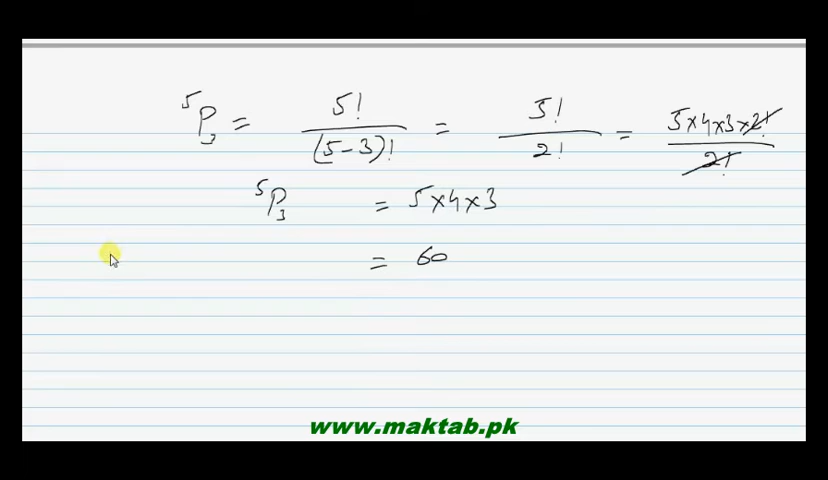 ⁵P₃ = 5!/(5-3)! = 5!/2! = 5×4×3×2!/2!
⁵P₃ = 5×4×3
= 60
www.maktab.pk